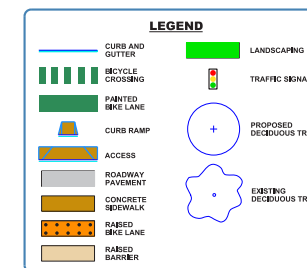 LEGEND
CURB AND
GUTTER
BICYCLE
CROSSING
PAINTED
BIKE LANE
CURB RAMP
ACCESS
ROADWAY
PAVEMENT
CONCRETE
SIDEWALK
RAISED
BIKE LANE
RAISED
BARRIER
LANDSCAPING
TRAFFIC SIGNA
PROPOSED
DECIDUOUS TR
EXISTING
DECIDUOUS TR